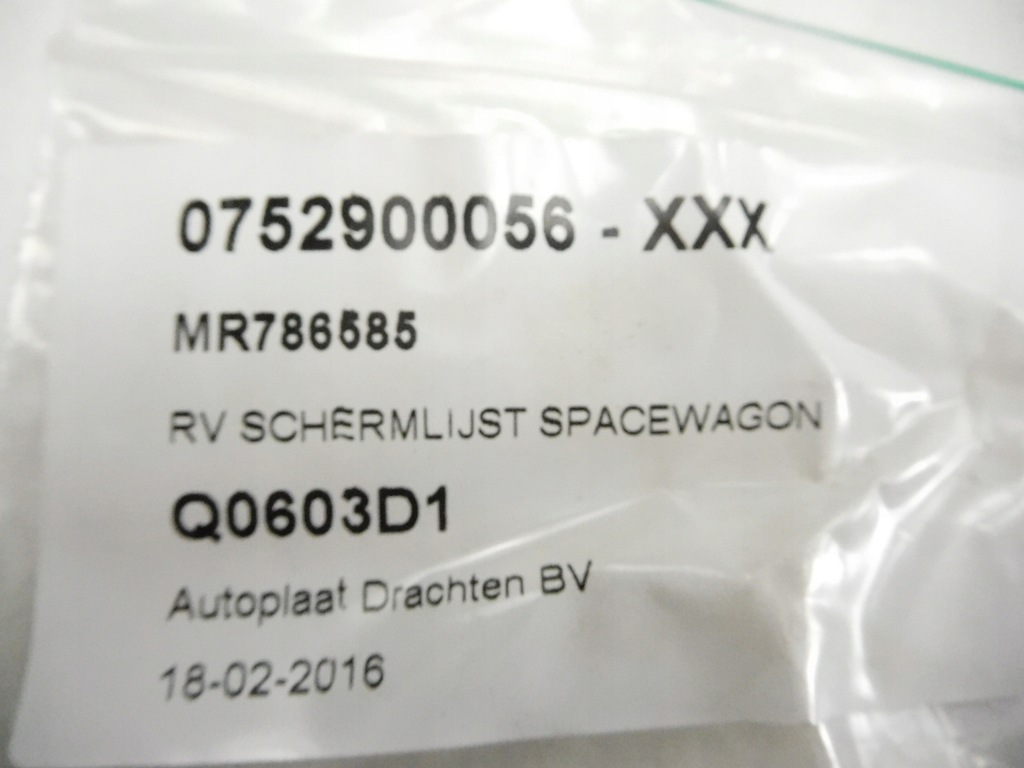 0752900056 - XXX
MR786585
RV SCHERMLIJST SPACEWAGON
Q0603D1
Autoplaat Drachten BV
18-02-2016